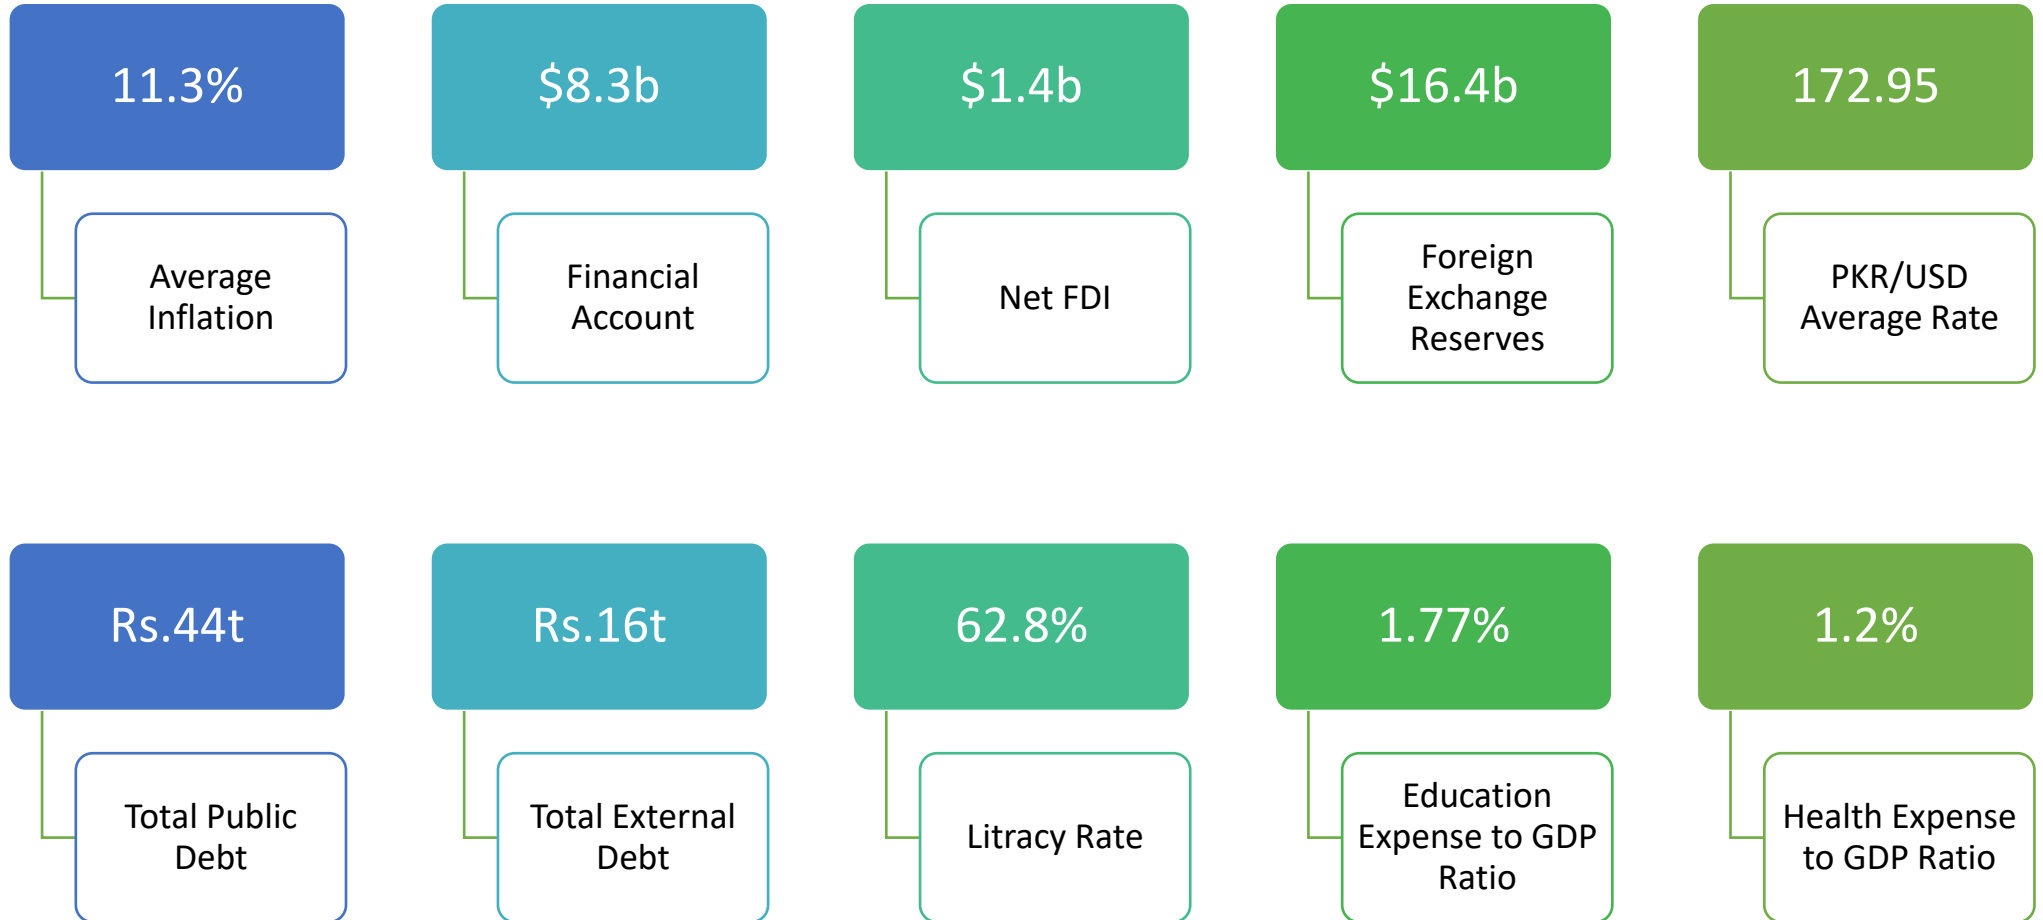 11.3%
$8.3b
$1.4b
$16.4b
172.95
Average
Inflation
Financial
Account
Net FDI
Foreign
Exchange
Reserves
PKR/USD
Average Rate
Rs.44t
Rs.16t
62.8%
1.77%
1.2%
Total Public
Debt
Total External
Debt
Litracy Rate
Education
Expense to GDP
Ratio
Health Expense
to GDP Ratio